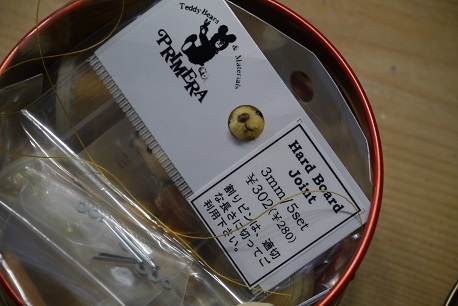 Teddy Bears
& Materials
PRIMERA
Hard Board
Joint
3mm/5set
¥302(¥280)
割りピンは、適切
な長さに切ってご
利用下さい。